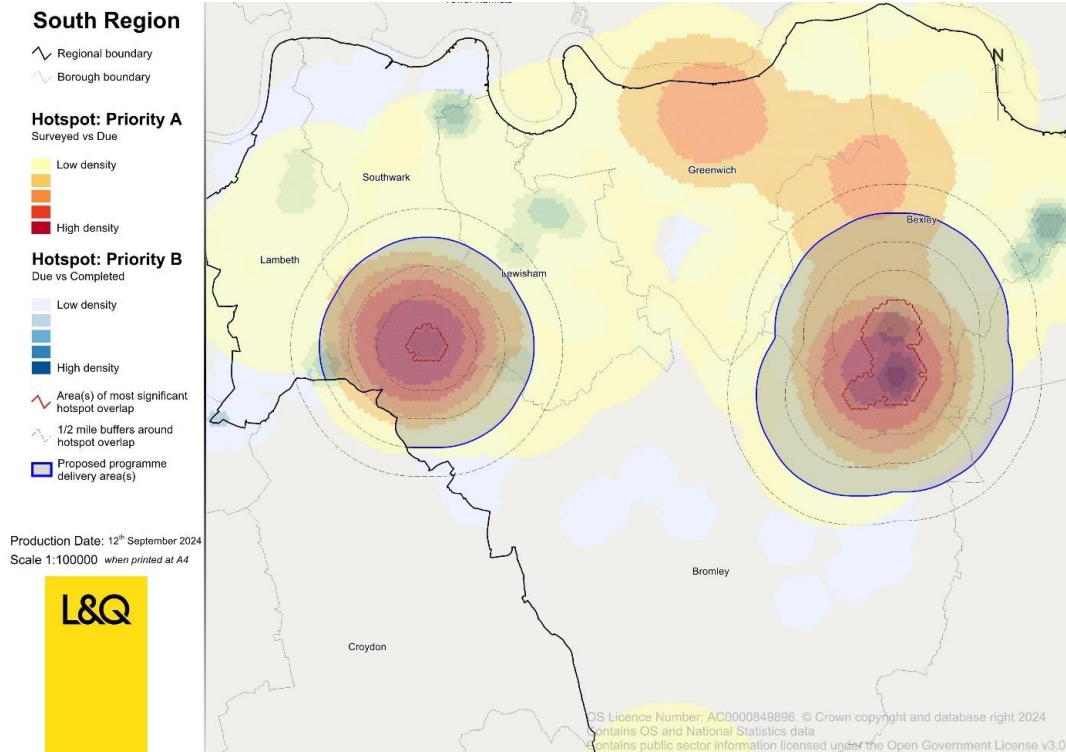 South Region
Regional boundary
Borough boundary
Hotspot: Priority A
Surveyed vs Due
Low density
High density
Hotspot: Priority B
Due vs Completed
Low density
High density
Area(s) of most significant
hotspot overlap
1/2 mile buffers around
hotspot overlap
Proposed programme
delivery area(s)
Production Date: 12th September 2024
Scale 1:100000 when printed at A4
L&Q
N
Greenwich
Southwark
Bexley
Lambeth
Lewisham
Bromley
Croydon
OS Licence Number: AC0000849896. © Crown copyright and database right 2024
Contains OS and National Statistics data
Contains public sector information licensed under the Open Government License v3.0